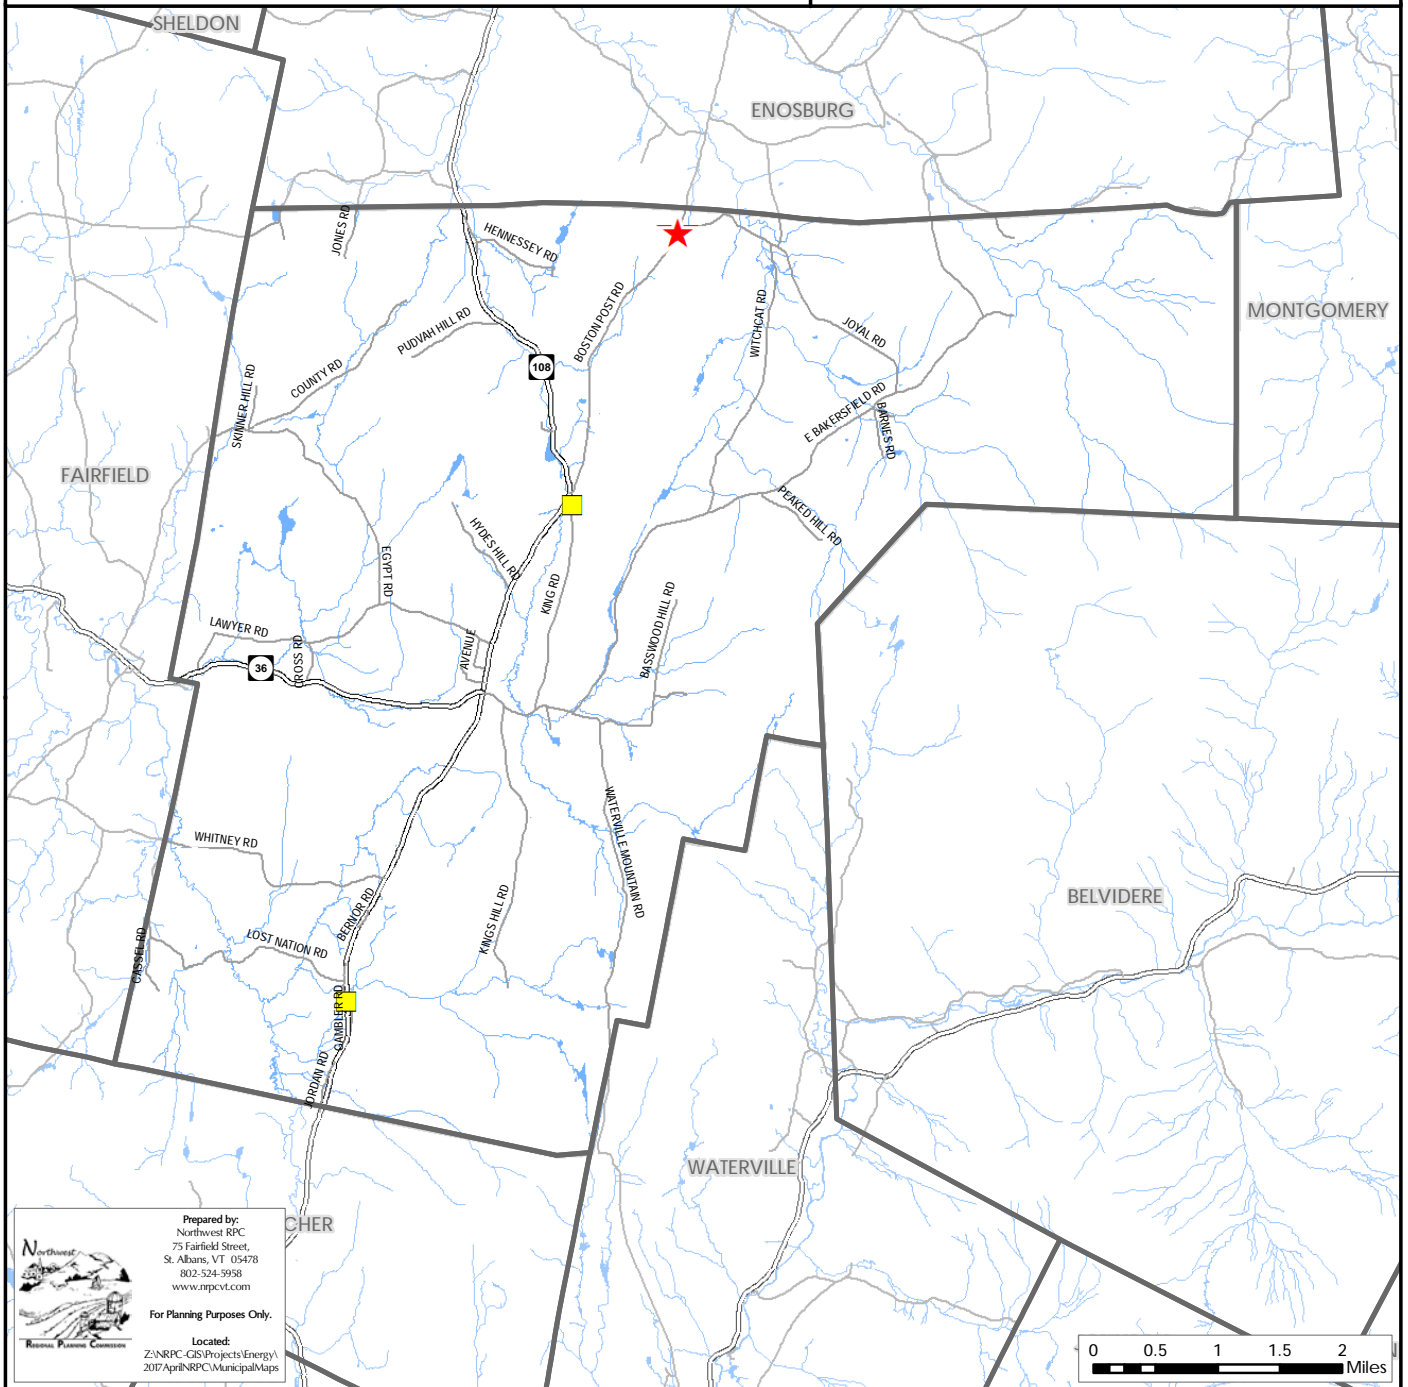 SHELDON
ENOSBURG
JONES RD
HENNESSEY RD
MONTGOMERY
BOSTON POST RD
WITCHCAT RD
JOYAL RD
PUDVAH HILL RD
COUNTY RD
108
SKINNER HILL RD
E BAKERSFIELD RD
BARNES RD
FAIRFIELD
PEAKED HILL RD
HYDES HILL RD
EGYPT RD
KING RD
BASSWOOD HILL RD
LAWYER RD
CROSS RD
AVENUE
36
WATERVILLE MOUNTAIN RD
WHITNEY RD
BELVIDERE
BERNOR RD
KINGS HILL RD
LOST NATION RD
CASSEL RD
GAMBLER RD
JORDAN RD
WATERVILLE
CHER
Prepared by:
Northwest RPC
75 Fairfield Street,
St. Albans, VT 05478
802-524-5958
www.nrpcvt.com
For Planning Purposes Only.
Located:
Z:\NRPC-GIS\Projects\Energy\
2017AprilNRPC\MunicipalMaps
Northwest
REGIONAL PLANNING COMMISSION
0 0.5 1 1.5 2
Miles